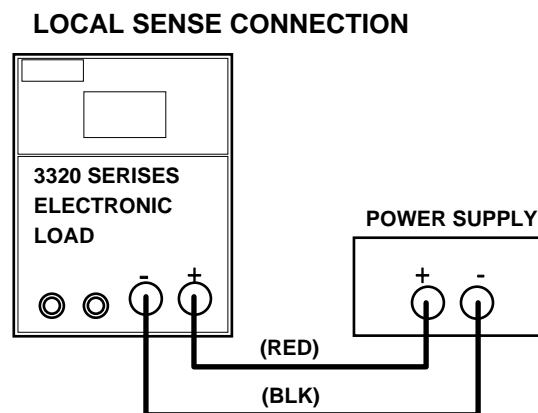 LOCAL SENSE CONNECTION
3320 SERISES
ELECTRONIC
LOAD
POWER SUPPLY
- +
+ -
(RED)
(BLK)